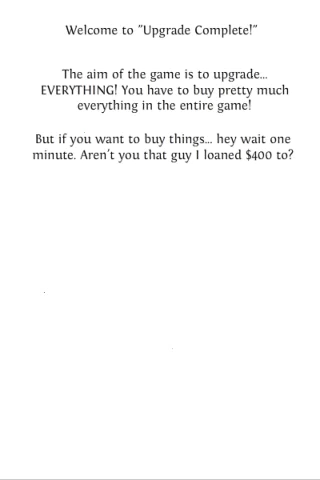 Welcome to "Upgrade Complete!"
The aim of the game is to upgrade...
EVERYTHING! You have to buy pretty much
everything in the entire game!
But if you want to buy things... hey wait one
minute. Aren't you that guy I loaned $400 to?